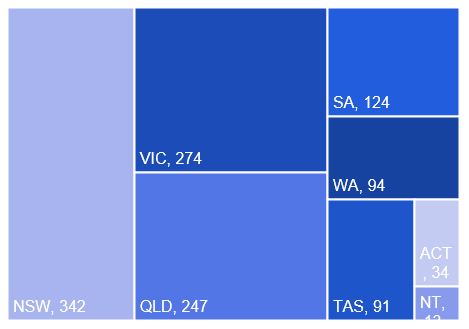 NSW, 342
VIC, 274
QLD, 247
SA, 124
WA, 94
TAS, 91
ACT
, 34
NT,